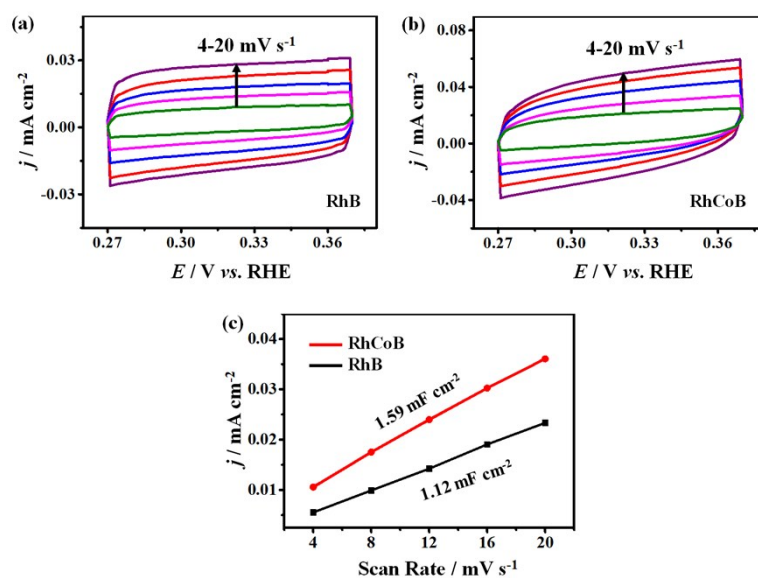 (a)
4-20 mV s⁻¹
0.03
0.00
-0.03
j / mA cm⁻²
RhB
0.27
0.30
0.33
0.36
E / V vs. RHE
(b)
4-20 mV s⁻¹
0.08
0.04
0.00
-0.04
j / mA cm⁻²
RhCoB
0.27
0.30
0.33
0.36
E / V vs. RHE
(c)
RhCoB
RhB
0.04
0.03
0.02
0.01
j / mA cm⁻²
1.59 mF cm⁻²
1.12 mF cm⁻²
4
8
12
16
20
Scan Rate / mV s⁻¹